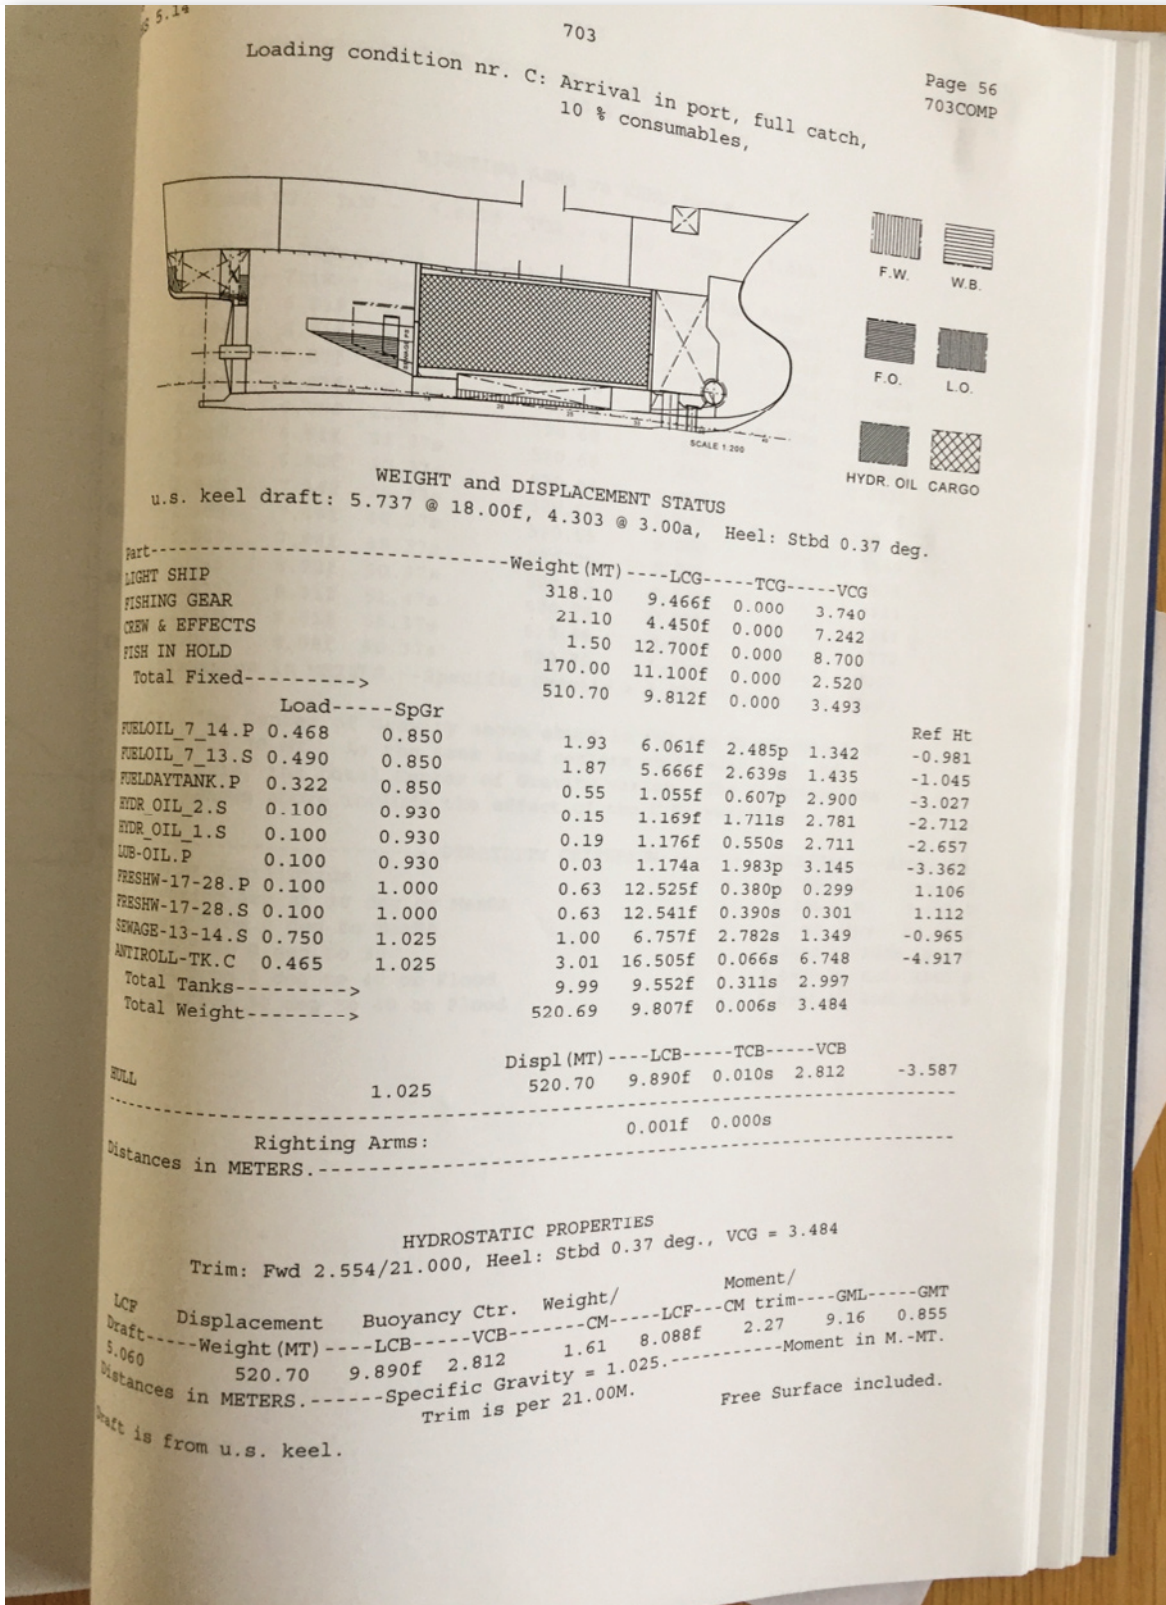 703
Page 56
703COMP
Loading condition nr. C: Arrival in port, full catch,
10 % consumables,
F.W. W.B.
F.O. L.O.
HYDR. OIL CARGO
SCALE 1:200
WEIGHT and DISPLACEMENT STATUS
u.s. keel draft: 5.737 @ 18.00f, 4.303 @ 3.00a, Heel: Stbd 0.37 deg.
Part------------------------------Weight(MT)----LCG-----TCG-----VCG
LIGHT SHIP 318.10 9.466f 0.000 3.740
FISHING GEAR 21.10 4.450f 0.000 7.242
CREW & EFFECTS 1.50 12.700f 0.000 8.700
FISH IN HOLD 170.00 11.100f 0.000 2.520
Total Fixed---------> 510.70 9.812f 0.000 3.493
Load-----SpGr Ref Ht
FUELOIL_7_14.P 0.468 0.850 1.93 6.061f 2.485p 1.342 -0.981
FUELOIL_7_13.S 0.490 0.850 1.87 5.666f 2.639s 1.435 -1.045
FUELDAYTANK.P 0.322 0.850 0.55 1.055f 0.607p 2.900 -3.027
HYDR_OIL_2.S 0.100 0.930 0.15 1.169f 1.711s 2.781 -2.712
HYDR_OIL_1.S 0.100 0.930 0.19 1.176f 0.550s 2.711 -2.657
LUB-OIL.P 0.100 0.930 0.03 1.174a 1.983p 3.145 -3.362
FRESHW-17-28.P 0.100 1.000 0.63 12.525f 0.380p 0.299 1.106
FRESHW-17-28.S 0.100 1.000 0.63 12.541f 0.390s 0.301 1.112
SEWAGE-13-14.S 0.750 1.025 1.00 6.757f 2.782s 1.349 -0.965
ANTIROLL-TK.C 0.465 1.025 3.01 16.505f 0.066s 6.748 -4.917
Total Tanks---------> 9.99 9.552f 0.311s 2.997
Total Weight--------> 520.69 9.807f 0.006s 3.484
Displ(MT)----LCB-----TCB-----VCB
HULL 1.025 520.70 9.890f 0.010s 2.812 -3.587
Righting Arms: 0.001f 0.000s
Distances in METERS.------------------------------------------------
HYDROSTATIC PROPERTIES
Trim: Fwd 2.554/21.000, Heel: Stbd 0.37 deg., VCG = 3.484
LCF Displacement Buoyancy Ctr. Weight/ Moment/
Draft-----Weight(MT)----LCB-----VCB-------CM-----LCF---CM trim----GML-----GMT
5.060 520.70 9.890f 2.812 1.61 8.088f 2.27 9.16 0.855
Distances in METERS.------Specific Gravity = 1.025.----------Moment in M.-MT.
Trim is per 21.00M.
Free Surface included.
Draft is from u.s. keel.